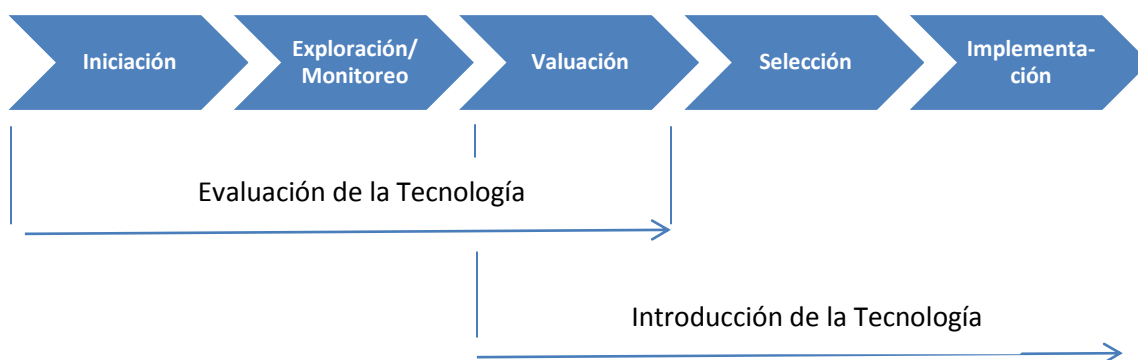 Iniciación
Exploración/
Monitoreo
Valuación
Selección
Implementa-
ción
Evaluación de la Tecnología
Introducción de la Tecnología